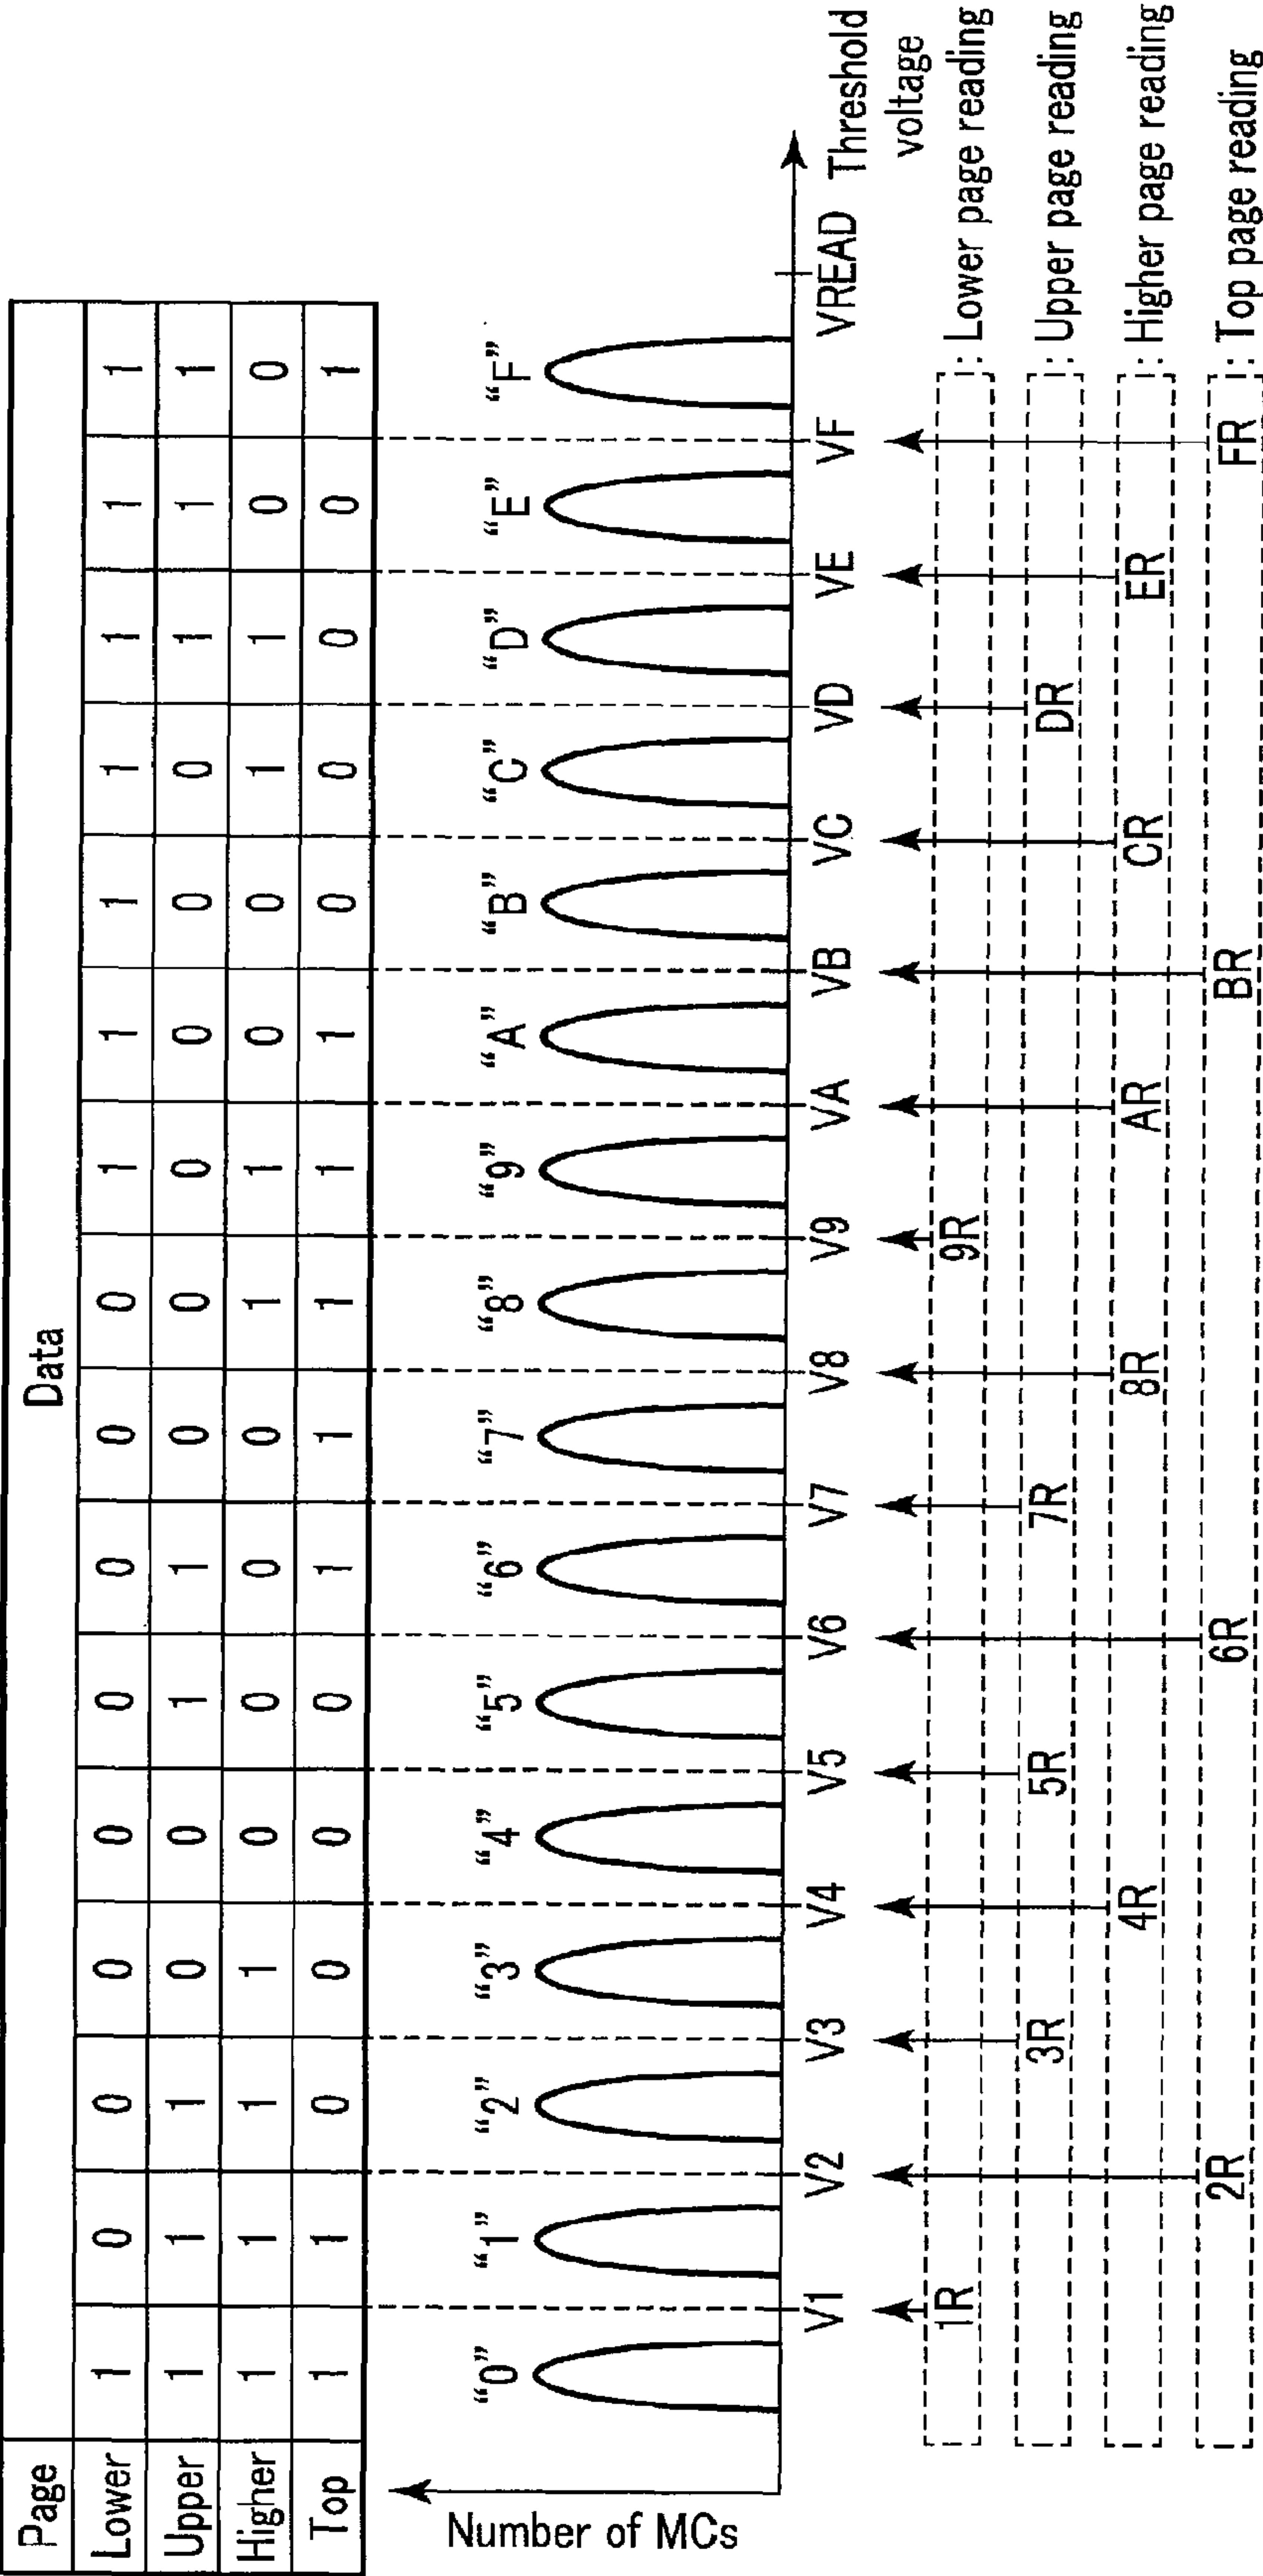 Page Data
Lower 1 0 0 0 0 0 0 0 0 1 1 1 1 1 1 1
Upper 1 1 1 0 0 1 1 0 0 0 0 0 0 1 1 1
Higher 1 1 1 1 0 0 0 0 1 1 0 0 1 1 0 0
Top 1 1 0 0 0 0 1 1 1 1 1 0 0 0 0 1
Number of MCs
“0” “1” “2” “3” “4” “5” “6” “7” “8” “9” “A” “B” “C” “D” “E” “F”
V1 V2 V3 V4 V5 V6 V7 V8 V9 VA VB VC VD VE VF VREAD Threshold
voltage
1R 9R : Lower page reading
3R 5R 7R DR : Upper page reading
4R 8R AR CR ER : Higher page reading
2R 6R BR FR : Top page reading